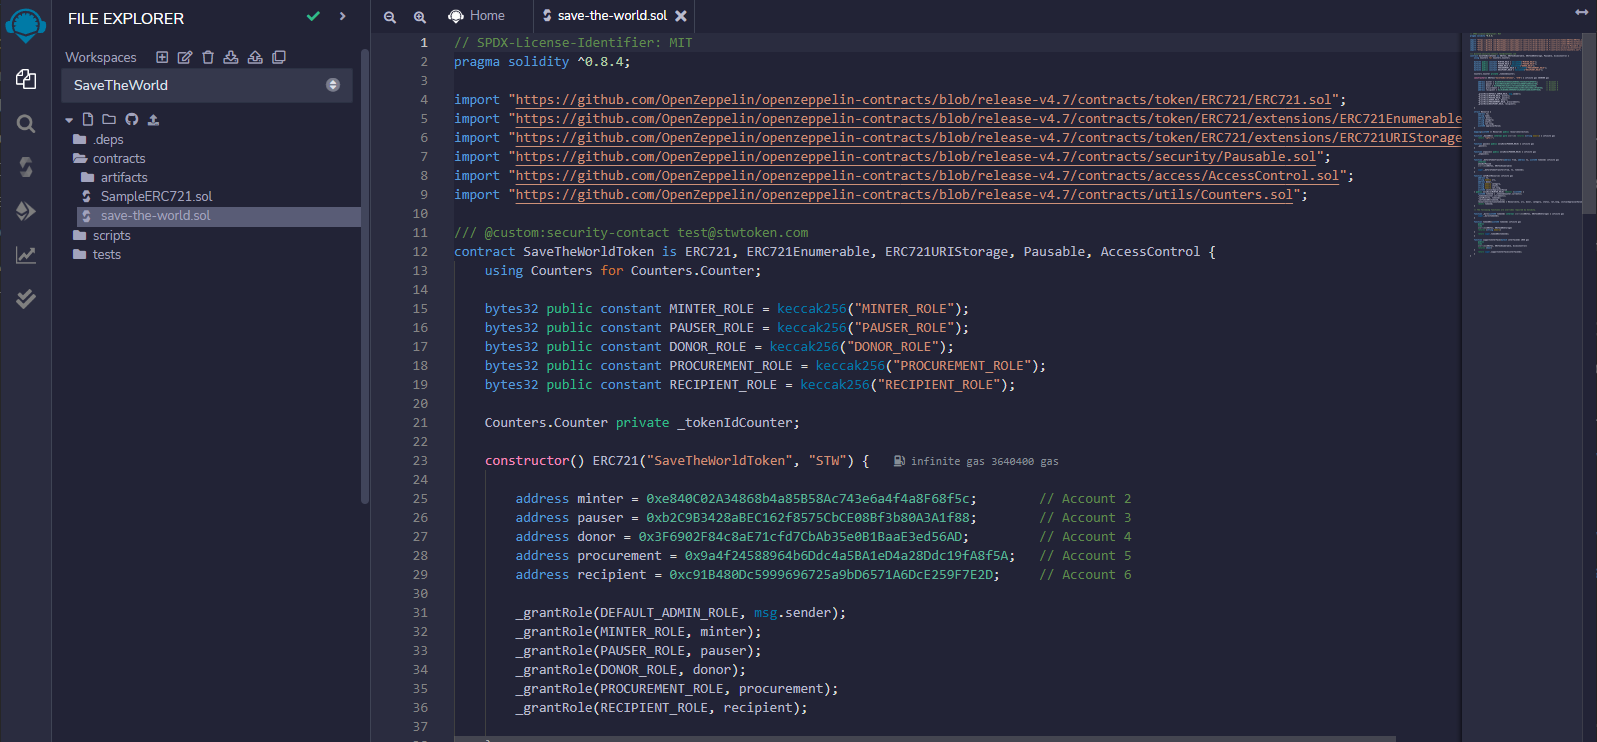 FILE EXPLORER
Workspaces
SaveTheWorld
.deps
contracts
artifacts
SampleERC721.sol
save-the-world.sol
scripts
tests
Home
save-the-world.sol
1 // SPDX-License-Identifier: MIT
2 pragma solidity ^0.8.4;
3
4 import "https://github.com/OpenZeppelin/openzeppelin-contracts/blob/release-v4.7/contracts/token/ERC721/ERC721.sol";
5 import "https://github.com/OpenZeppelin/openzeppelin-contracts/blob/release-v4.7/contracts/token/ERC721/extensions/ERC721Enumerable
6 import "https://github.com/OpenZeppelin/openzeppelin-contracts/blob/release-v4.7/contracts/token/ERC721/extensions/ERC721URIStorage
7 import "https://github.com/OpenZeppelin/openzeppelin-contracts/blob/release-v4.7/contracts/security/Pausable.sol";
8 import "https://github.com/OpenZeppelin/openzeppelin-contracts/blob/release-v4.7/contracts/access/AccessControl.sol";
9 import "https://github.com/OpenZeppelin/openzeppelin-contracts/blob/release-v4.7/contracts/utils/Counters.sol";
10
11 /// @custom:security-contact test@stwtoken.com
12 contract SaveTheWorldToken is ERC721, ERC721Enumerable, ERC721URIStorage, Pausable, AccessControl {
13 using Counters for Counters.Counter;
14
15 bytes32 public constant MINTER_ROLE = keccak256("MINTER_ROLE");
16 bytes32 public constant PAUSER_ROLE = keccak256("PAUSER_ROLE");
17 bytes32 public constant DONOR_ROLE = keccak256("DONOR_ROLE");
18 bytes32 public constant PROCUREMENT_ROLE = keccak256("PROCUREMENT_ROLE");
19 bytes32 public constant RECIPIENT_ROLE = keccak256("RECIPIENT_ROLE");
20
21 Counters.Counter private _tokenIdCounter;
22
23 constructor() ERC721("SaveTheWorldToken", "STW") { infinite gas 3640400 gas
24
25 address minter = 0xe840C02A34868b4a85B58Ac743e6a4f4a8F68f5c; // Account 2
26 address pauser = 0xb2C9B3428aBEC162f8575CbCE08Bf3b80A3A1f88; // Account 3
27 address donor = 0x3F6902F84c8aE71cfd7CbAb35e0B1BaaE3ed56AD; // Account 4
28 address procurement = 0x9a4f24588964b6Ddc4a5BA1eD4a28Ddc19fA8f5A; // Account 5
29 address recipient = 0xc91B480Dc5999696725a9bD6571A6DcE259F7E2D; // Account 6
30
31 _grantRole(DEFAULT_ADMIN_ROLE, msg.sender);
32 _grantRole(MINTER_ROLE, minter);
33 _grantRole(PAUSER_ROLE, pauser);
34 _grantRole(DONOR_ROLE, donor);
35 _grantRole(PROCUREMENT_ROLE, procurement);
36 _grantRole(RECIPIENT_ROLE, recipient);
37